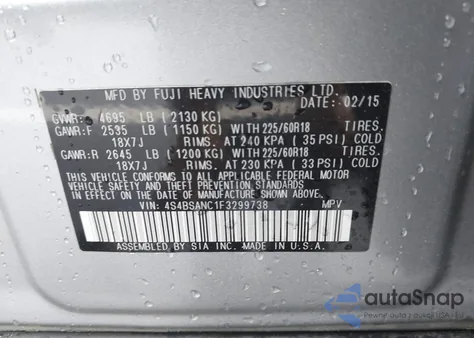 MFD BY FUJI HEAVY INDUSTRIES LTD.
DATE: 02/15
GVWR: 4695 LB (2130 KG)
GAWR:F 2535 LB (1150 KG) WITH 225/60R18 TIRES.
18X7J RIMS. AT 240 KPA (35 PSI) COLD
GAWR:R 2645 LB (1200 KG) WITH 225/60R18 TIRES.
18X7J RIMS. AT 230 KPA (33 PSI) COLD
THIS VEHICLE CONFORMS TO ALL APPLICABLE FEDERAL MOTOR
VEHICLE SAFETY AND THEFT PREVENTION STANDARDS IN EFFECT
ON THE DATE OF MANUFACTURE SHOWN ABOVE.
VIN: 4S4BSANC1F3299738 MPV
ASSEMBLED BY SIA INC. MADE IN U.S.A.
autoSnap
Pewny